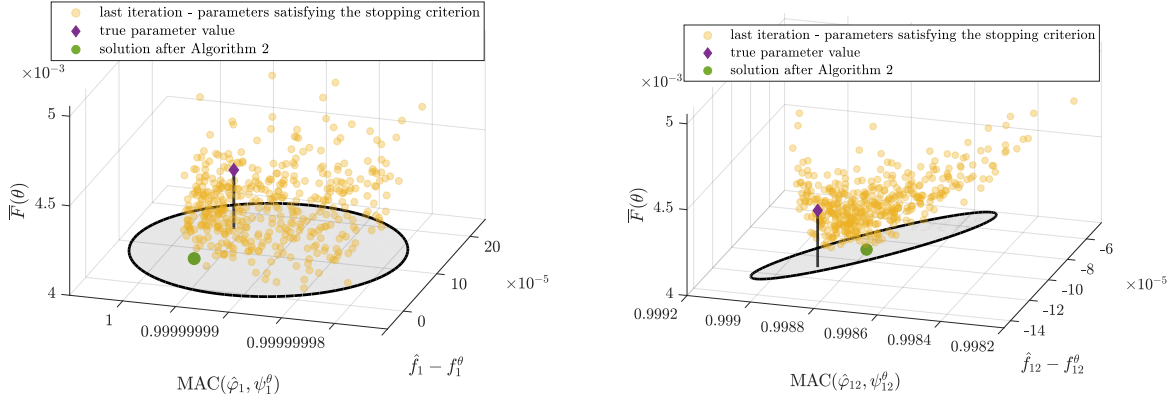 last iteration - parameters satisfying the stopping criterion
true parameter value
solution after Algorithm 2
×10⁻³
5
4.5
4
F̅(θ)
1
0.99999999
0.99999998
MAC(φ̂₁, ψ₁^θ)
0
10
20
×10⁻⁵
f̂₁ − f₁^θ
last iteration - parameters satisfying the stopping criterion
true parameter value
solution after Algorithm 2
×10⁻³
5
4.5
4
F̅(θ)
0.9992
0.999
0.9988
0.9986
0.9984
0.9982
MAC(φ̂₁₂, ψ₁₂^θ)
-14
-12
-10
-8
-6
×10⁻⁵
f̂₁₂ − f₁₂^θ